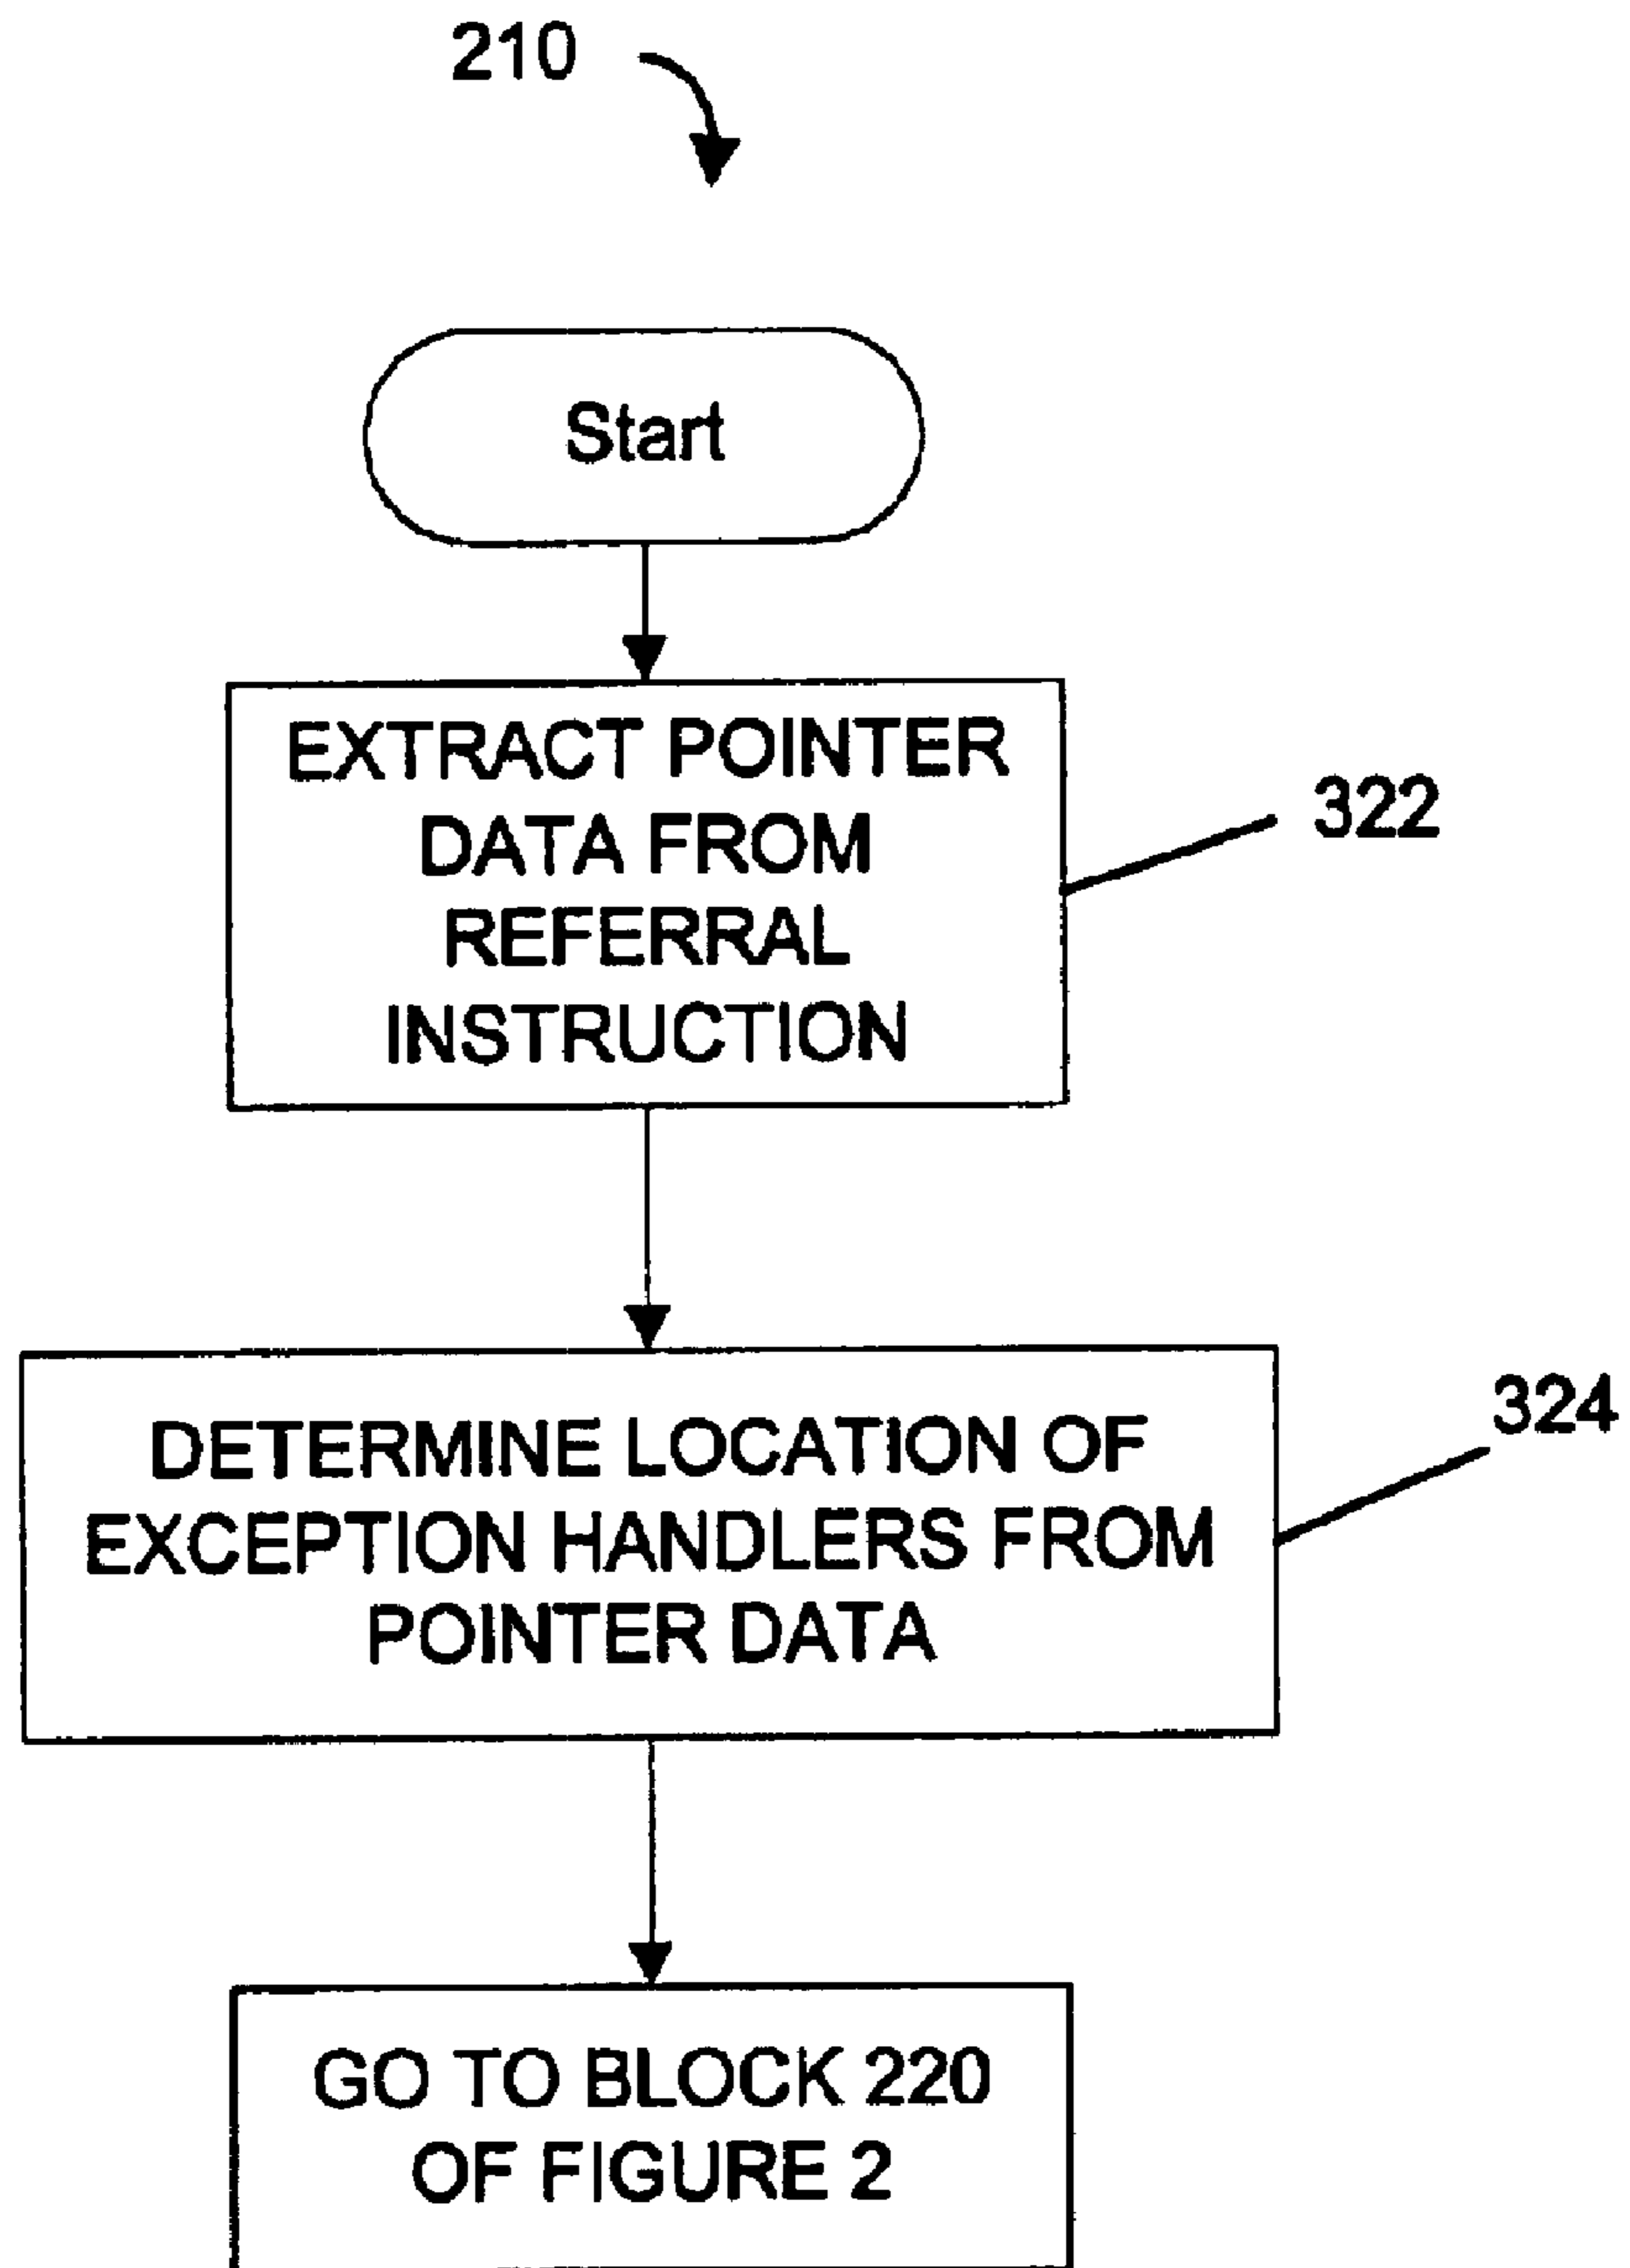 210
Start
EXTRACT POINTER
DATA FROM
REFERRAL
INSTRUCTION
322
DETERMINE LOCATION OF
EXCEPTION HANDLERS FROM
POINTER DATA
324
GO TO BLOCK 220
OF FIGURE 2